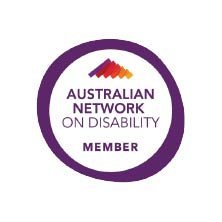 AUSTRALIAN
NETWORK
ON DISABILITY
MEMBER